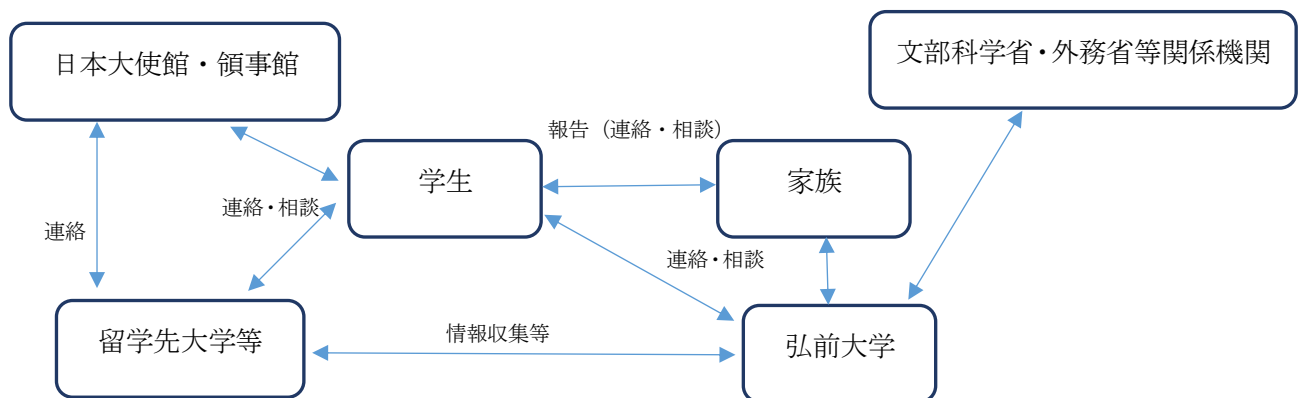 日本大使館・領事館
文部科学省・外務省等関係機関
報告（連絡・相談）
学生
家族
連絡・相談
連絡
連絡・相談
留学先大学等
情報収集等
弘前大学